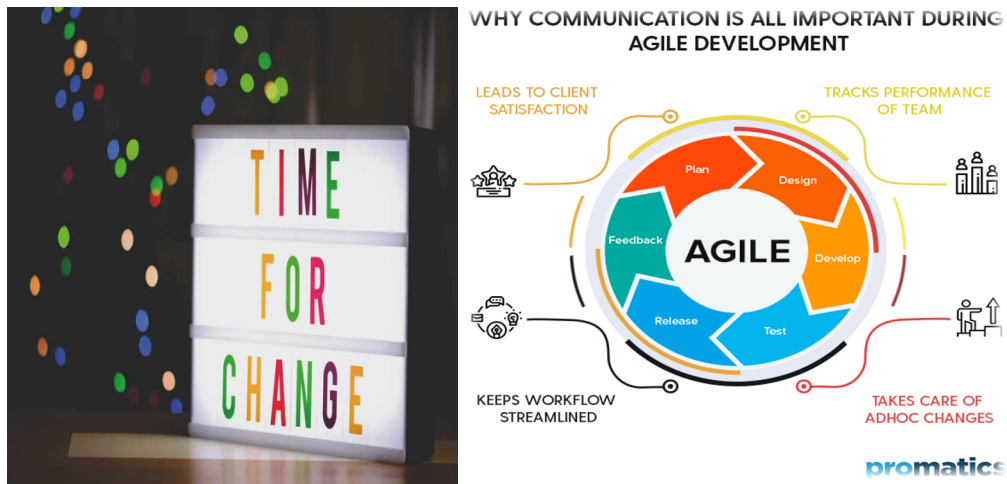 TIME
FOR
CHANGE
WHY COMMUNICATION IS ALL IMPORTANT DURING
AGILE DEVELOPMENT
LEADS TO CLIENT
SATISFACTION
TRACKS PERFORMANCE
OF TEAM
Plan
Design
Feedback
AGILE
Develop
Release
Test
KEEPS WORKFLOW
STREAMLINED
TAKES CARE OF
ADHOC CHANGES
promatics